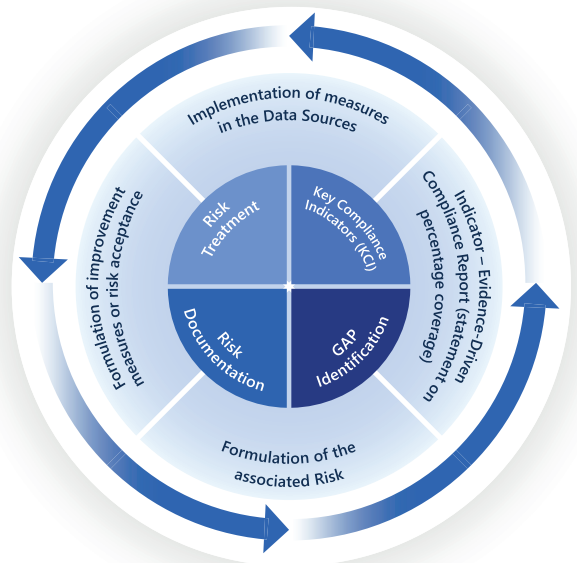 Implementation of measures
in the Data Sources
Risk
Treatment
Key Compliance
Indicators (KCI)
Formulation of improvement
measures or risk acceptance
Indicator – Evidence-Driven
Compliance Report (statement on
percentage coverage)
Risk
Documentation
GAP
Identification
Formulation of the
associated Risk